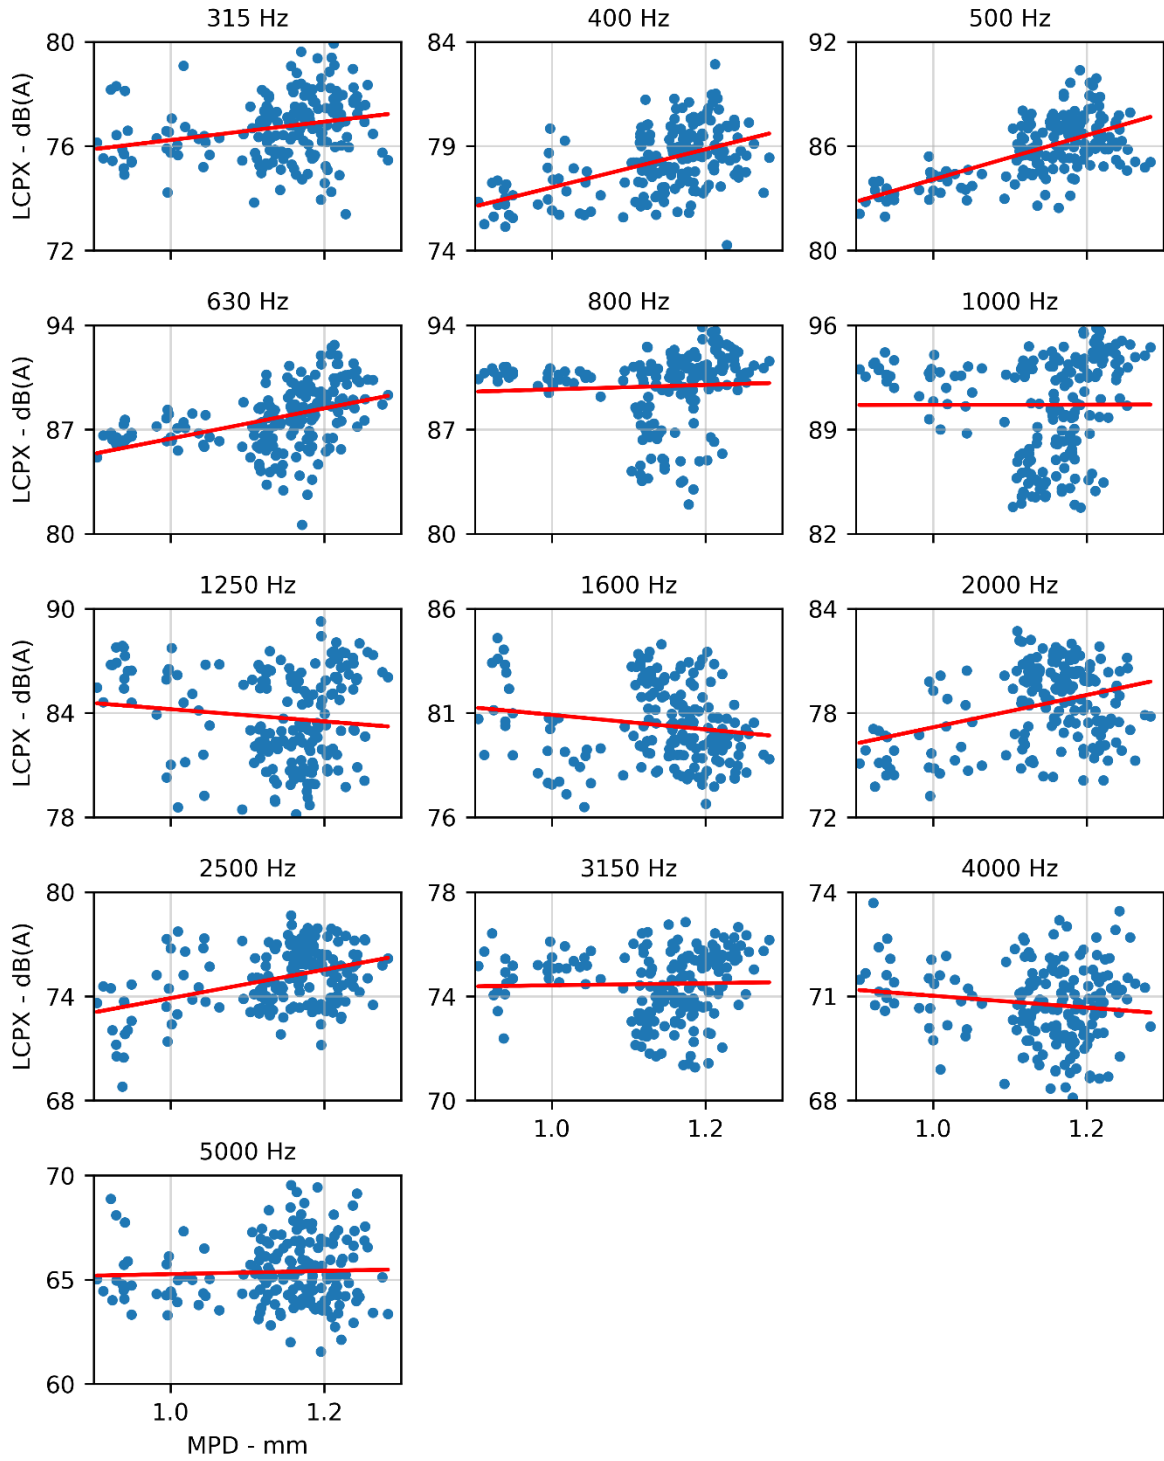 315 Hz
400 Hz
500 Hz
LCPX - dB(A)
80
76
72
84
79
74
92
86
80
630 Hz
800 Hz
1000 Hz
LCPX - dB(A)
94
87
80
94
87
80
96
89
82
1250 Hz
1600 Hz
2000 Hz
LCPX - dB(A)
90
84
78
86
81
76
84
78
72
2500 Hz
3150 Hz
4000 Hz
LCPX - dB(A)
80
74
68
78
74
70
74
71
68
1.0 1.2
1.0 1.2
5000 Hz
70
65
60
1.0 1.2
MPD - mm